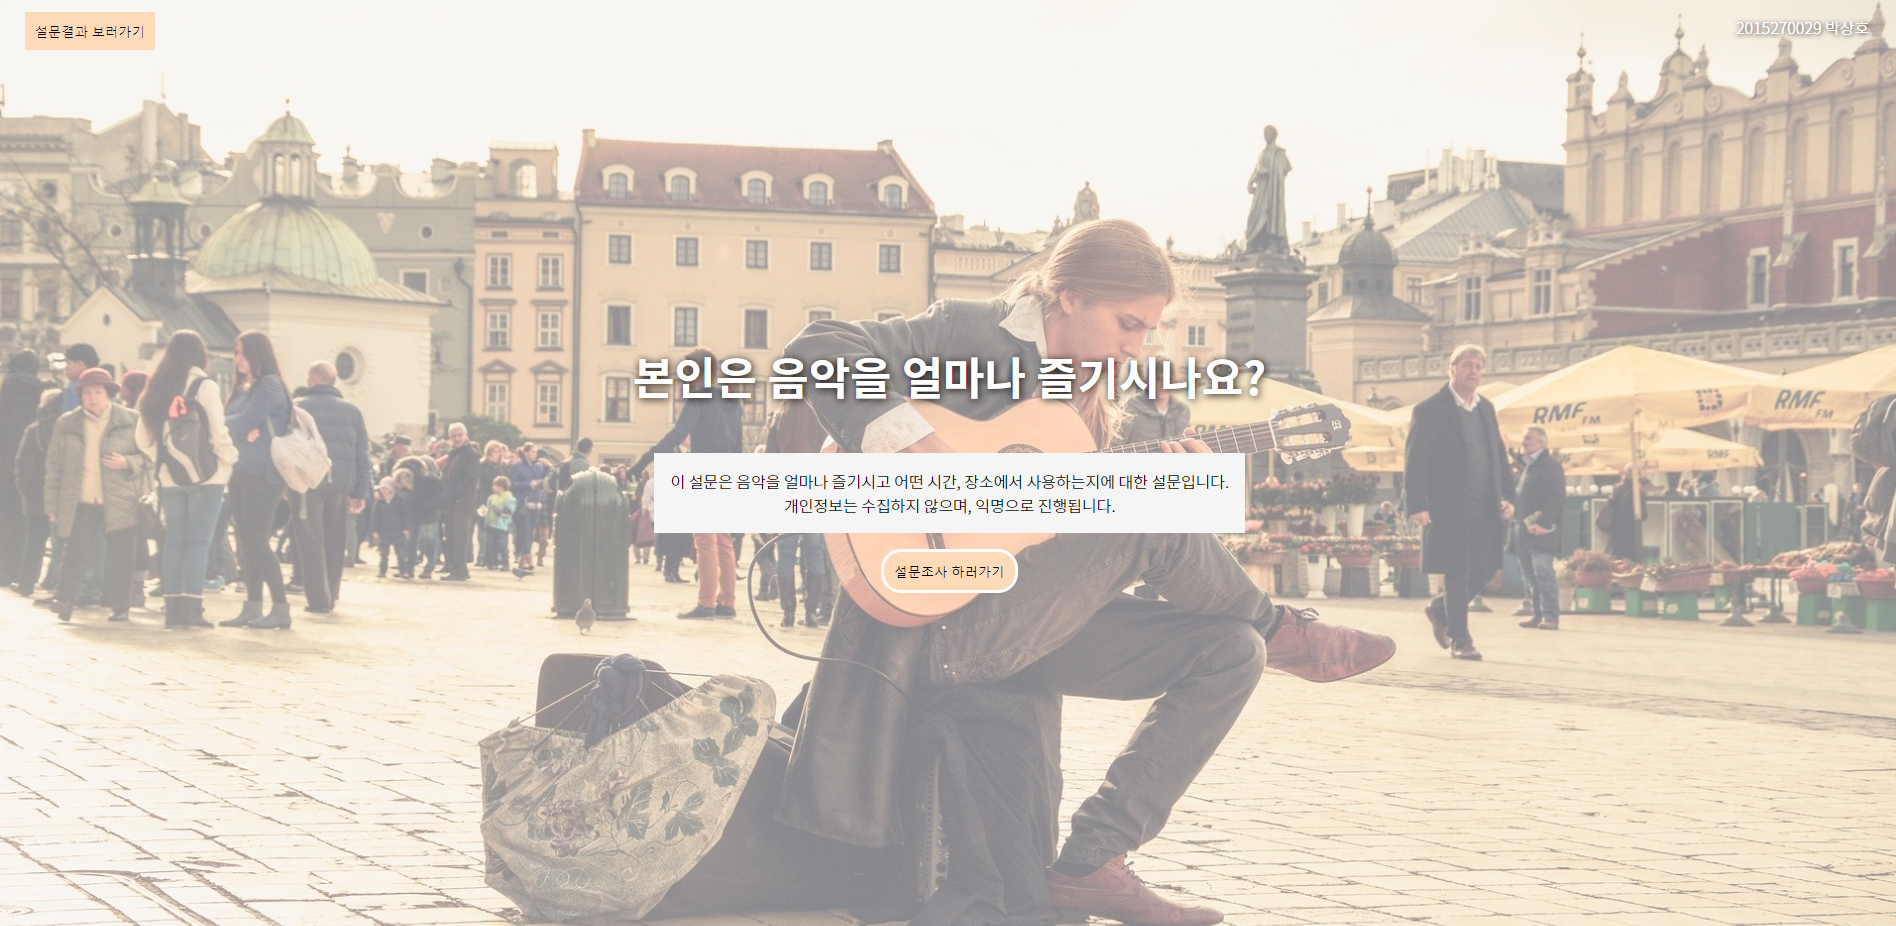 설문결과 보러가기
2015270029 박상호
본인은 음악을 얼마나 즐기시나요?
RMF FM
RMF FM
이 설문은 음악을 얼마나 즐기시고 어떤 시간, 장소에서 사용하는지에 대한 설문입니다.
개인정보는 수집하지 않으며, 익명으로 진행됩니다.
설문조사 하러가기